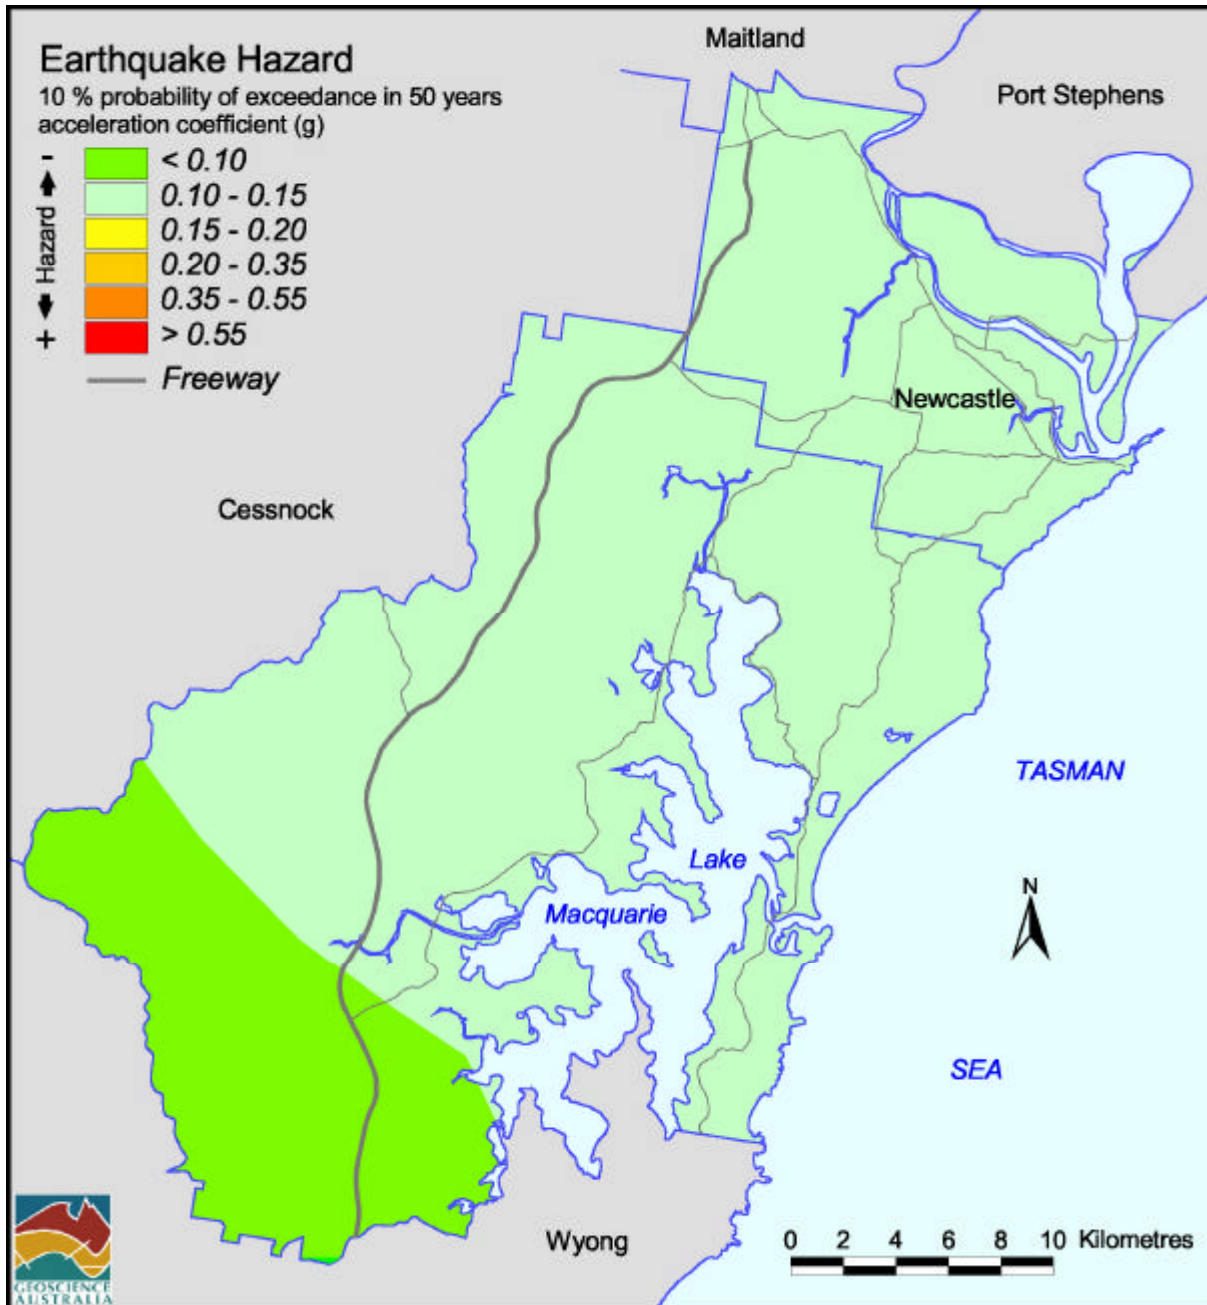 Earthquake Hazard
10 % probability of exceedance in 50 years
acceleration coefficient (g)
- Hazard +
< 0.10
0.10 - 0.15
0.15 - 0.20
0.20 - 0.35
0.35 - 0.55
> 0.55
Freeway
Maitland
Port Stephens
Newcastle
Cessnock
TASMAN
Lake
Macquarie
N
SEA
Wyong
0 2 4 6 8 10 Kilometres
GEOSCIENCE
AUSTRALIA